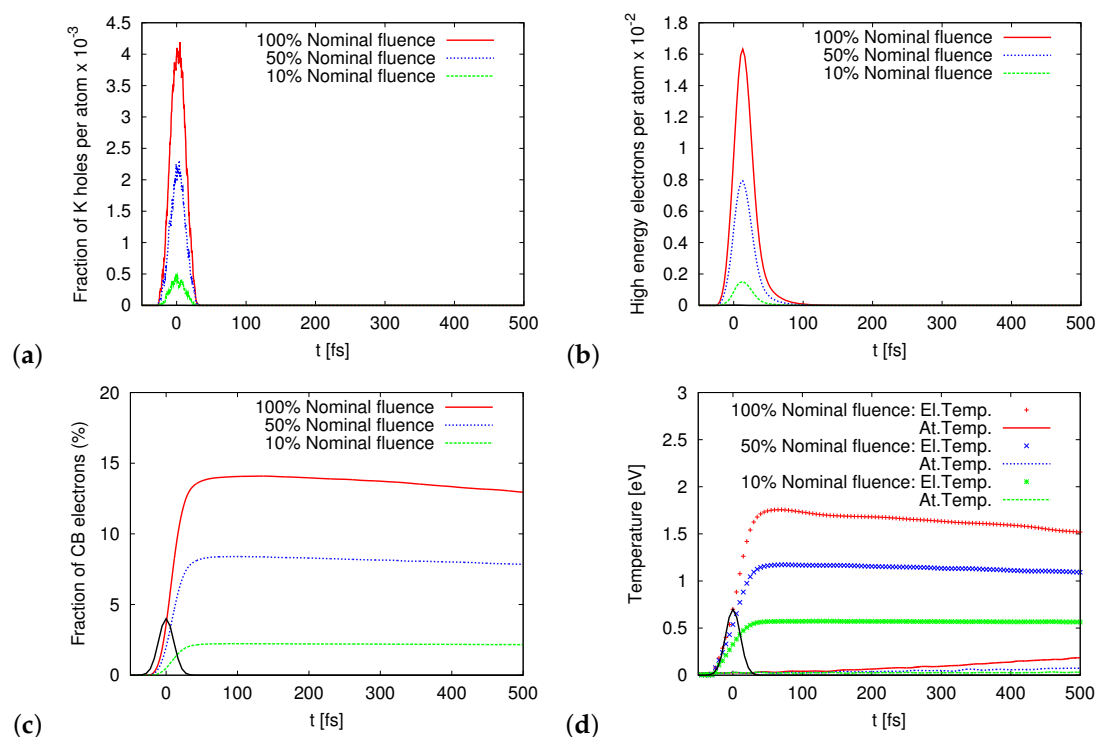 Fraction of K holes per atom x 10-3
4.5
4
3.5
3
2.5
2
1.5
1
0.5
0
100% Nominal fluence
50% Nominal fluence
10% Nominal fluence
0 100 200 300 400 500
t [fs]
(a)
High energy electrons per atom x 10-2
1.8
1.6
1.4
1.2
1
0.8
0.6
0.4
0.2
0
100% Nominal fluence
50% Nominal fluence
10% Nominal fluence
0 100 200 300 400 500
t [fs]
(b)
Fraction of CB electrons (%)
20
15
10
5
0
100% Nominal fluence
50% Nominal fluence
10% Nominal fluence
0 100 200 300 400 500
t [fs]
(c)
Temperature [eV]
3
2.5
2
1.5
1
0.5
0
100% Nominal fluence: El.Temp.
At.Temp.
50% Nominal fluence: El.Temp.
At.Temp.
10% Nominal fluence: El.Temp.
At.Temp.
0 100 200 300 400 500
t [fs]
(d)